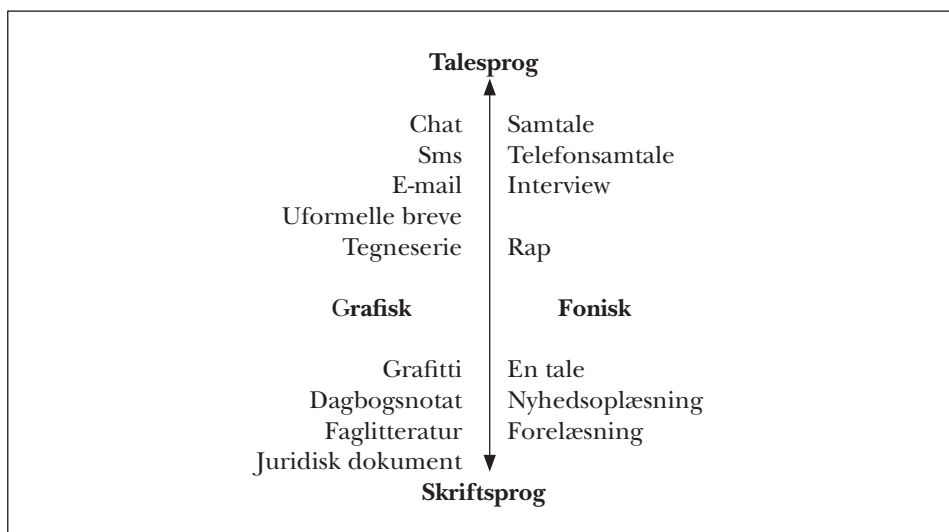 Talesprog
Chat Samtale
Sms Telefonsamtale
E-mail Interview
Uformelle breve
Tegneserie Rap
Grafisk Fonisk
Grafitti En tale
Dagbogsnotat Nyhedsoplæsning
Faglitteratur Forelæsning
Juridisk dokument
Skriftsprog